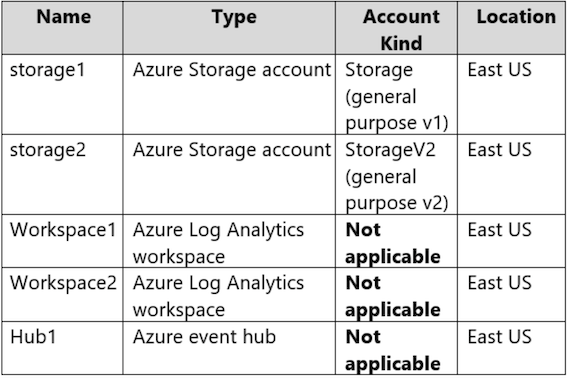 Name Type Account Kind Location
storage1 Azure Storage account Storage East US
(general
purpose v1)
storage2 Azure Storage account StorageV2 East US
(general
purpose v2)
Workspace1 Azure Log Analytics Not East US
workspace applicable
Workspace2 Azure Log Analytics Not East US
workspace applicable
Hub1 Azure event hub Not East US
applicable